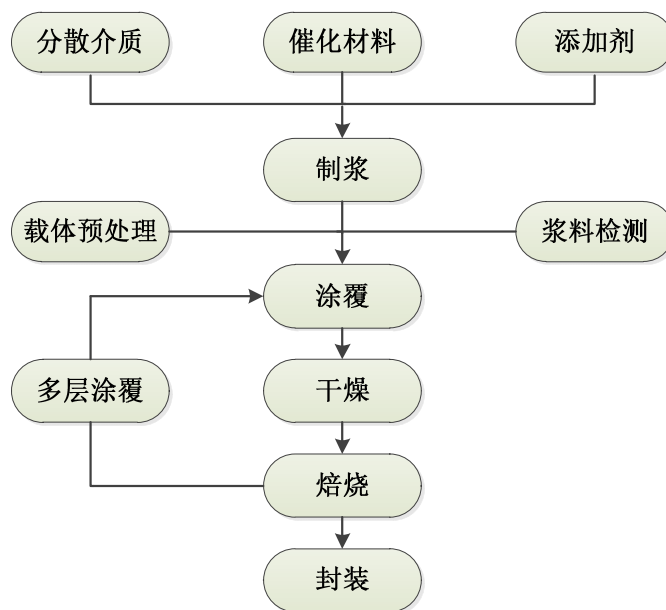 分散介质
催化材料
添加剂
制浆
载体预处理
浆料检测
涂覆
多层涂覆
干燥
焙烧
封装